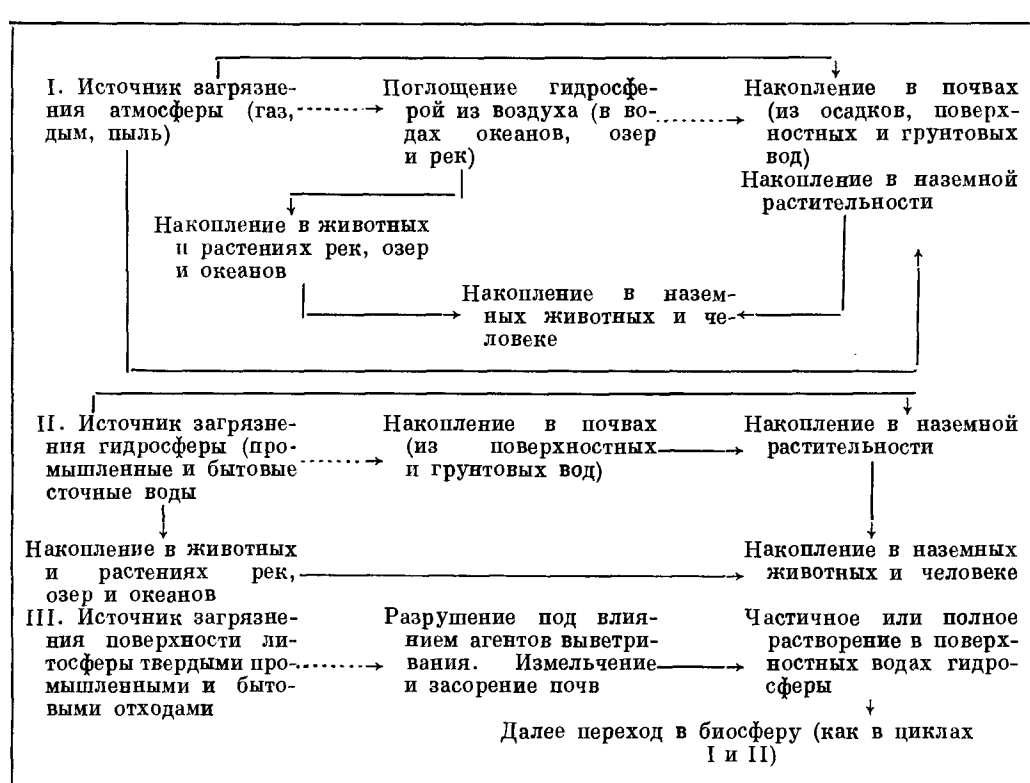 I. Источник загрязне-
ния атмосферы (газ,
дым, пыль)
Поглощение гидросфе-
рой из воздуха (в во-
дах океанов, озер
и рек)
Накопление в почвах
(из осадков, поверх-
ностных и грунтовых
вод)
Накопление в наземной
растительности
Накопление в животных
и растениях рек, озер
и океанов
Накопление в назем-
ных животных и че-
ловеке
II. Источник загрязне-
ния гидросферы (про-
мышленные и бытовые
сточные воды
Накопление в почвах
(из поверхностных
и грунтовых вод)
Накопление в наземной
растительности
Накопление в животных
и растениях рек,
озер и океанов
Накопление в наземных
животных и человеке
III. Источник загрязне-
ния поверхности ли-
тосферы твердыми про-
мышленными и быто-
выми отходами
Разрушение под влия-
нием агентов выветри-
вания. Измельчение
и засорение почв
Частичное или полное
растворение в поверх-
ностных водах гидро-
сферы
Далее переход в биосферу (как в циклах
I и II)